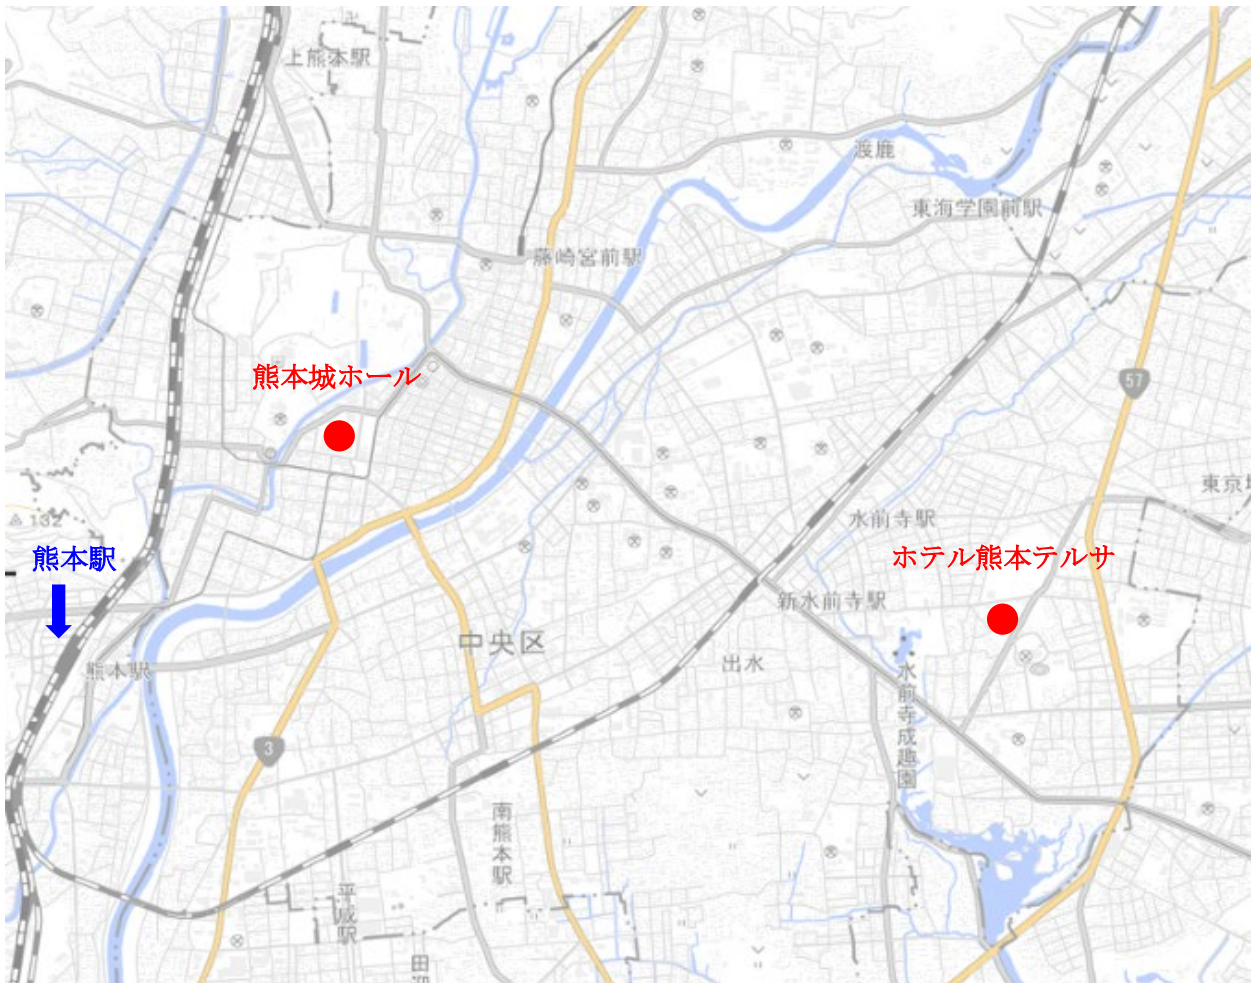 上熊本駅
渡鹿
東海学園前駅
藤崎宮前駅
熊本城ホール
57
東京
132
水前寺駅
熊本駅
ホテル熊本テルサ
新水前寺駅
中央区
出水
熊本駅
水前寺成趣園
3
南熊本駅
平成駅
田